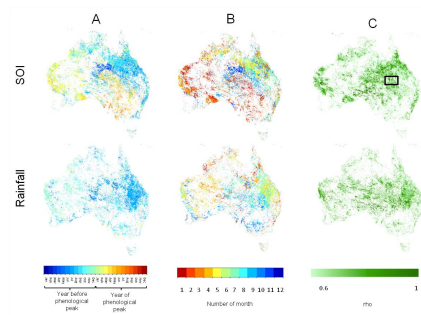 A B C
SOI
Rainfall
1 2 3 4 5 6 7 8 9 10 11 12
0.6 1
Year before phenological peak
Year of phenological peak
Number of month
rho